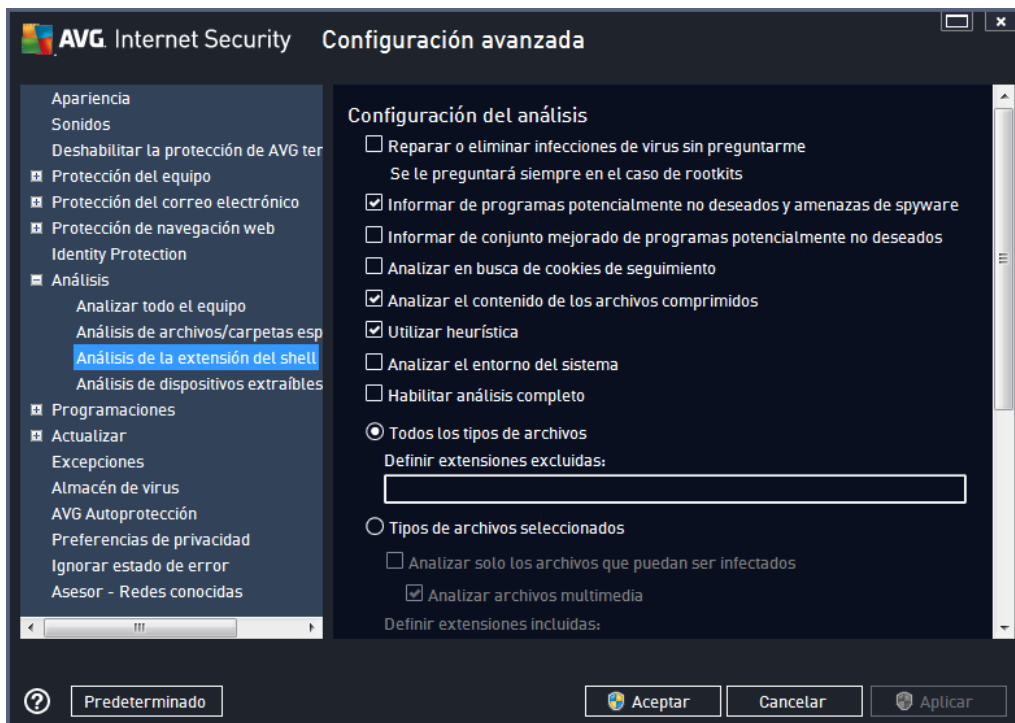 AVG. Internet Security Configuración avanzada
Apariencia
Sonidos
Deshabilitar la protección de AVG ter
Protección del equipo
Protección del correo electrónico
Protección de navegación web
Identity Protection
Análisis
Analizar todo el equipo
Análisis de archivos/carpetas esp
Análisis de la extensión del shell
Análisis de dispositivos extraíbles
Programaciones
Actualizar
Excepciones
Almacén de virus
AVG Autoprotección
Preferencias de privacidad
Ignorar estado de error
Asesor - Redes conocidas
Configuración del análisis
Reparar o eliminar infecciones de virus sin preguntarme
Se le preguntará siempre en el caso de rootkits
Informar de programas potencialmente no deseados y amenazas de spyware
Informar de conjunto mejorado de programas potencialmente no deseados
Analizar en busca de cookies de seguimiento
Analizar el contenido de los archivos comprimidos
Utilizar heurística
Analizar el entorno del sistema
Habilitar análisis completo
Todos los tipos de archivos
Definir extensiones excluidas:
Tipos de archivos seleccionados
Analizar solo los archivos que puedan ser infectados
Analizar archivos multimedia
Definir extensiones incluidas:
? Predeterminado Aceptar Cancelar Aplicar